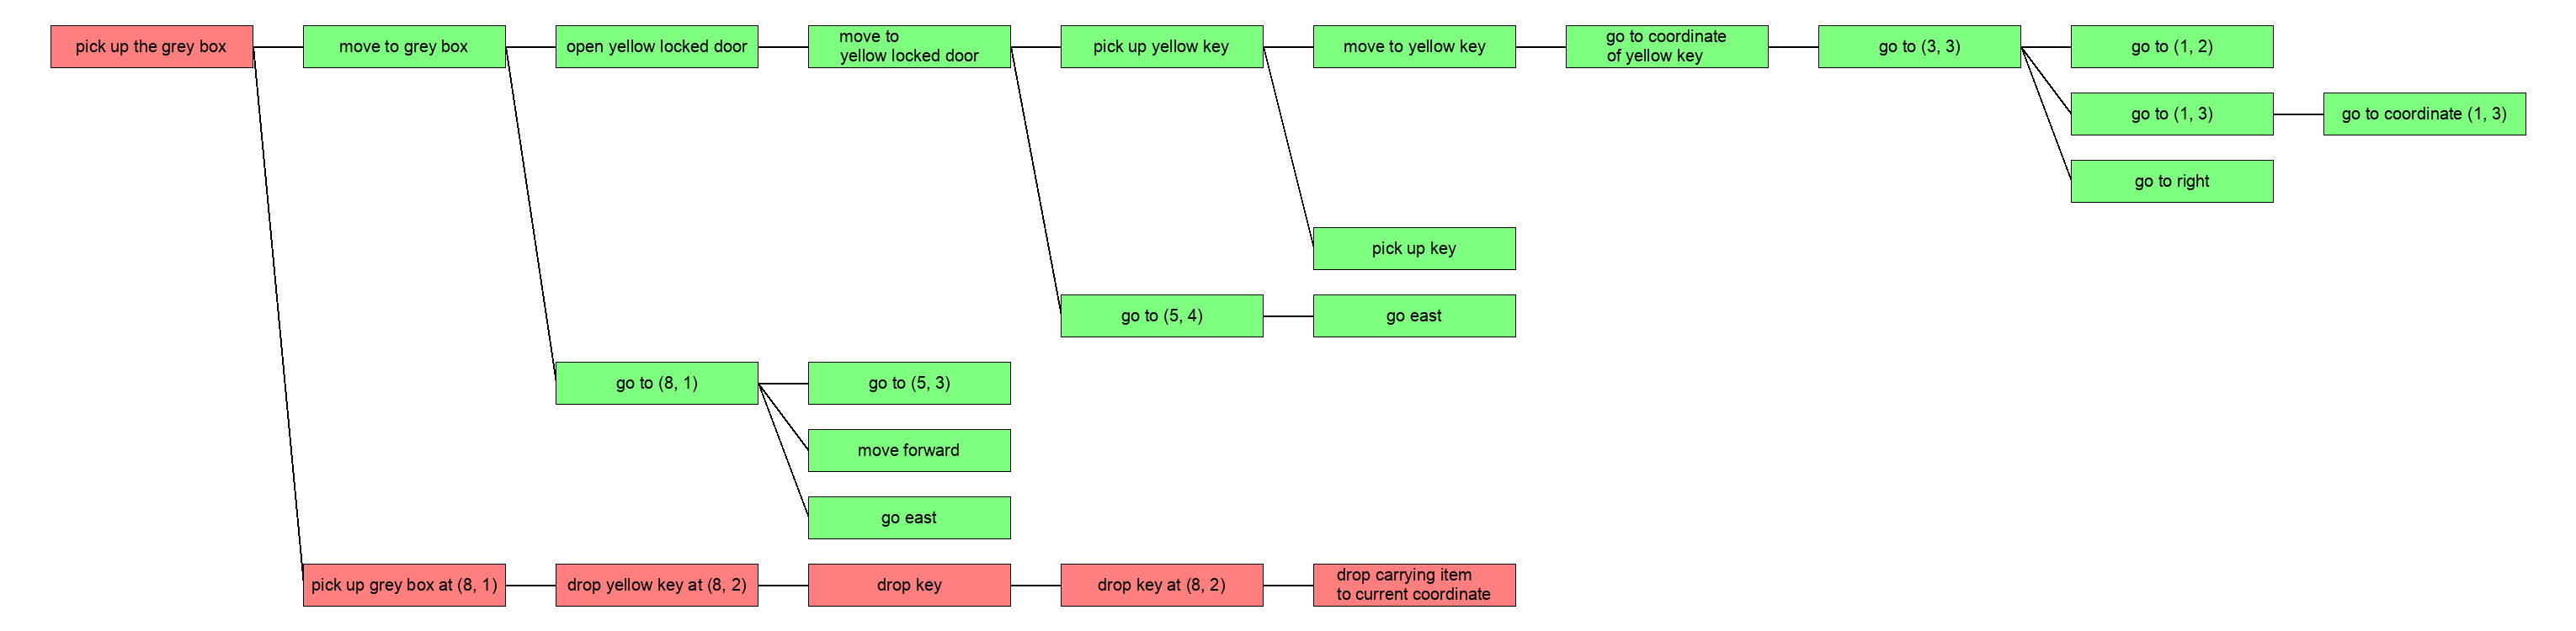 pick up the grey box
move to grey box
open yellow locked door
move to
yellow locked door
pick up yellow key
move to yellow key
go to coordinate
of yellow key
go to (3, 3)
go to (1, 2)
go to (1, 3)
go to coordinate (1, 3)
go to right
pick up key
go to (5, 4)
go east
go to (8, 1)
go to (5, 3)
move forward
go east
pick up grey box at (8, 1)
drop yellow key at (8, 2)
drop key
drop key at (8, 2)
drop carrying item
to current coordinate